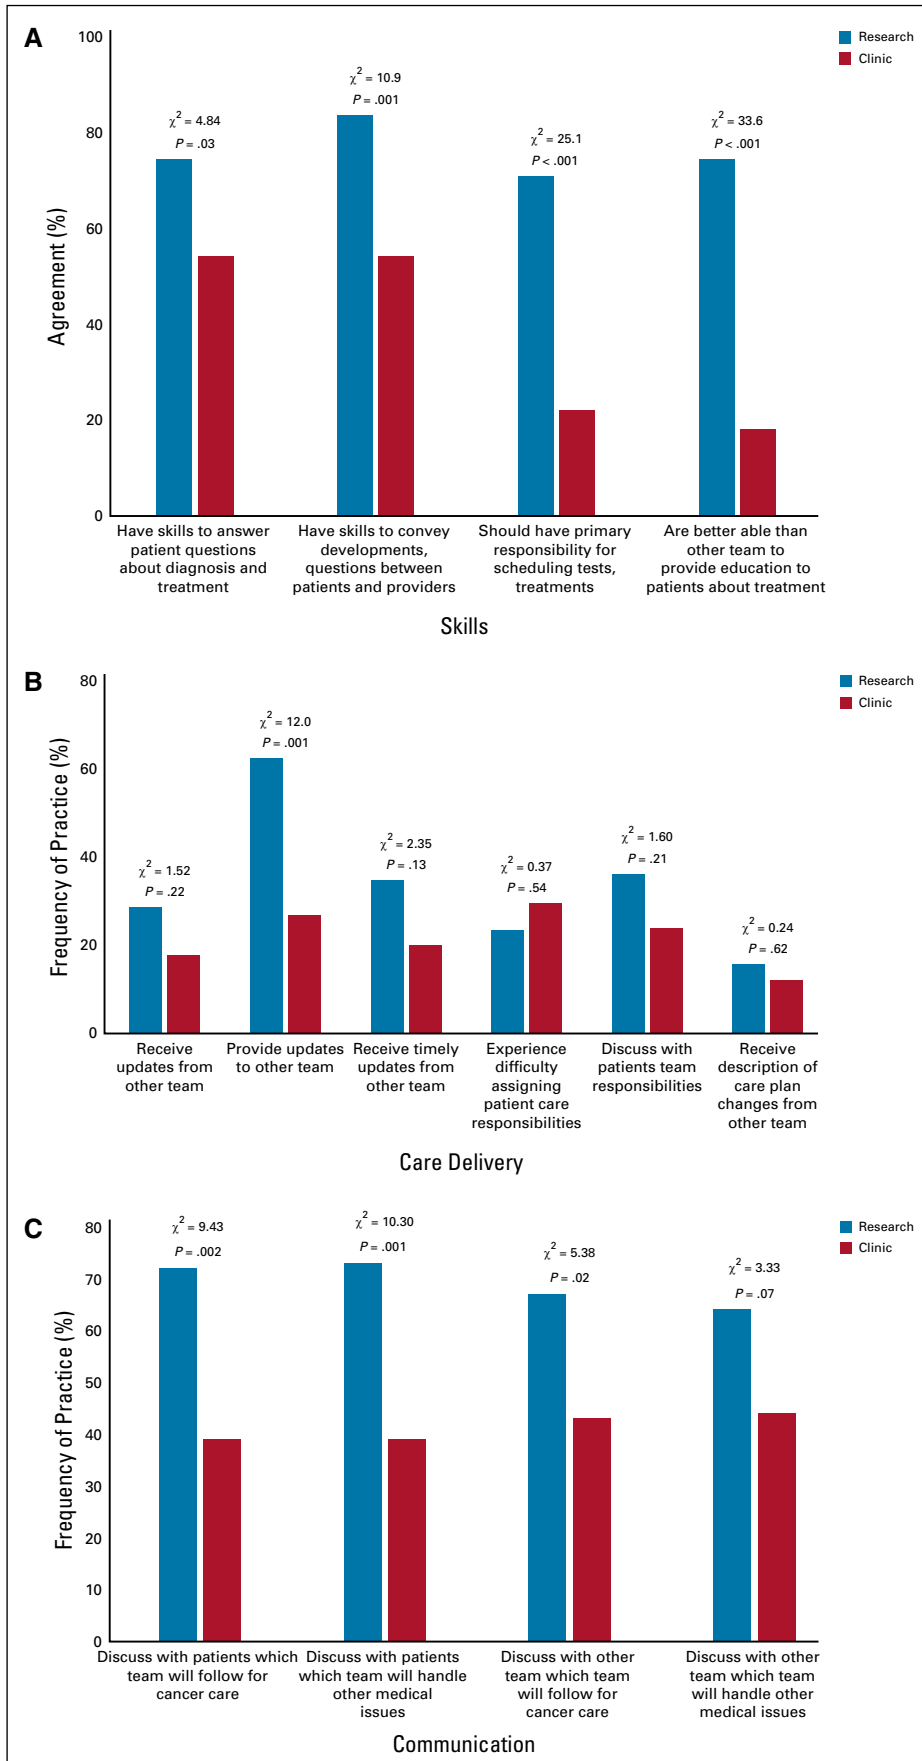 A
Research
Clinic
Agreement (%)
100
80
60
40
20
0
χ² = 4.84
P = .03
χ² = 10.9
P = .001
χ² = 25.1
P < .001
χ² = 33.6
P < .001
Have skills to answer
patient questions
about diagnosis and
treatment
Have skills to convey
developments,
questions between
patients and providers
Should have primary
responsibility for
scheduling tests,
treatments
Are better able than
other team to
provide education to
patients about treatment
Skills
B
Research
Clinic
Frequency of Practice (%)
80
60
40
20
0
χ² = 1.52
P = .22
χ² = 12.0
P = .001
χ² = 2.35
P = .13
χ² = 0.37
P = .54
χ² = 1.60
P = .21
χ² = 0.24
P = .62
Receive
updates from
other team
Provide updates
to other team
Receive timely
updates from
other team
Experience
difficulty
assigning
patient care
responsibilities
Discuss with
patients team
responsibilities
Receive
description of
care plan
changes from
other team
Care Delivery
C
Research
Clinic
Frequency of Practice (%)
80
70
60
50
40
30
20
10
0
χ² = 9.43
P = .002
χ² = 10.30
P = .001
χ² = 5.38
P = .02
χ² = 3.33
P = .07
Discuss with patients which
team will follow for
cancer care
Discuss with patients
which team will handle
other medical
issues
Discuss with other
team which team
will follow for
cancer care
Discuss with other
team which team
will handle other
medical issues
Communication